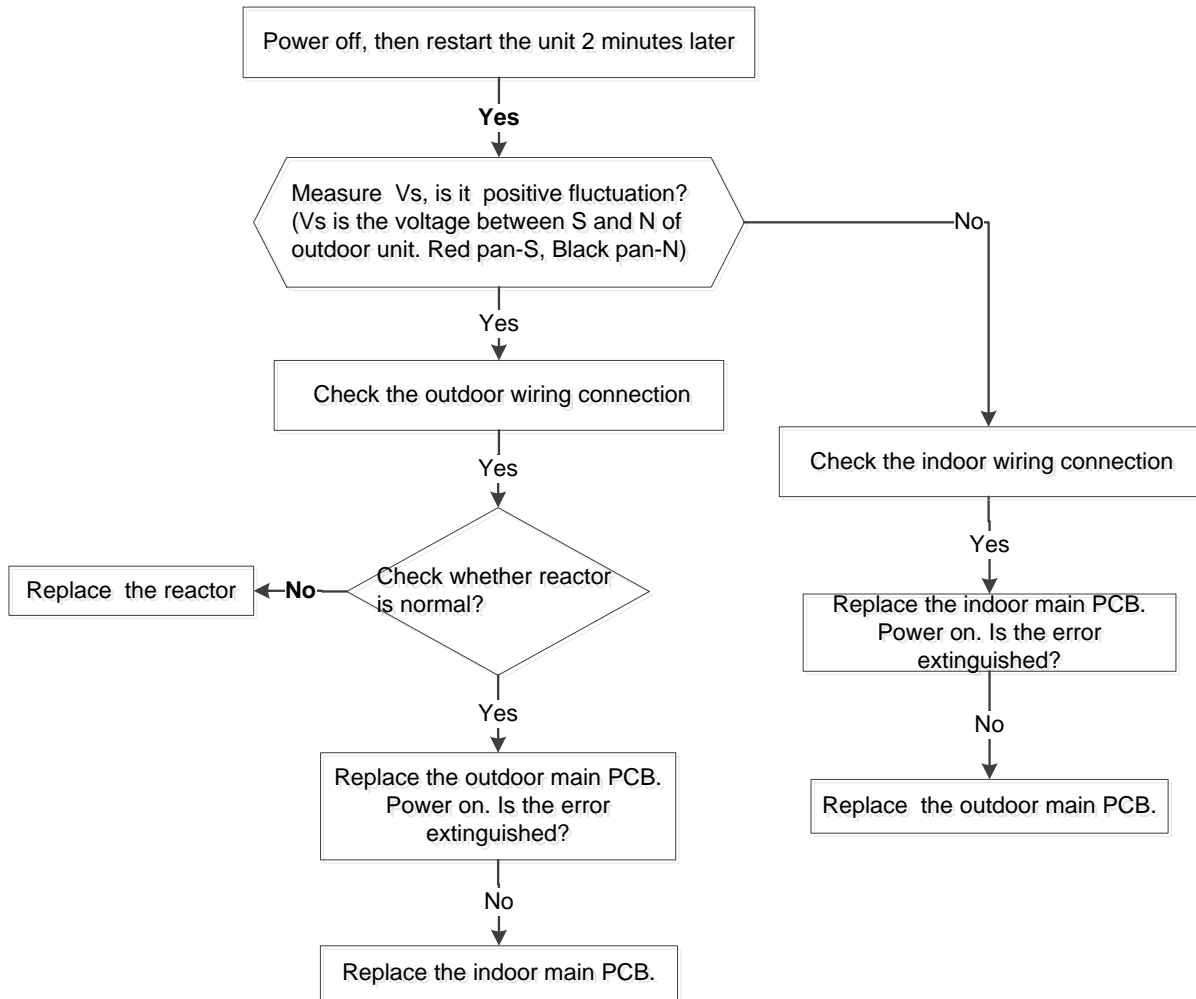 Power off, then restart the unit 2 minutes later
Yes
Measure Vs, is it positive fluctuation?
(Vs is the voltage between S and N of
outdoor unit. Red pan-S, Black pan-N)
No
Yes
Check the outdoor wiring connection
Yes
Check the indoor wiring connection
Yes
Check whether reactor
is normal?
No
Replace the reactor
Replace the indoor main PCB.
Power on. Is the error
extinguished?
Yes
No
Replace the outdoor main PCB.
Power on. Is the error
extinguished?
Replace the outdoor main PCB.
No
Replace the indoor main PCB.